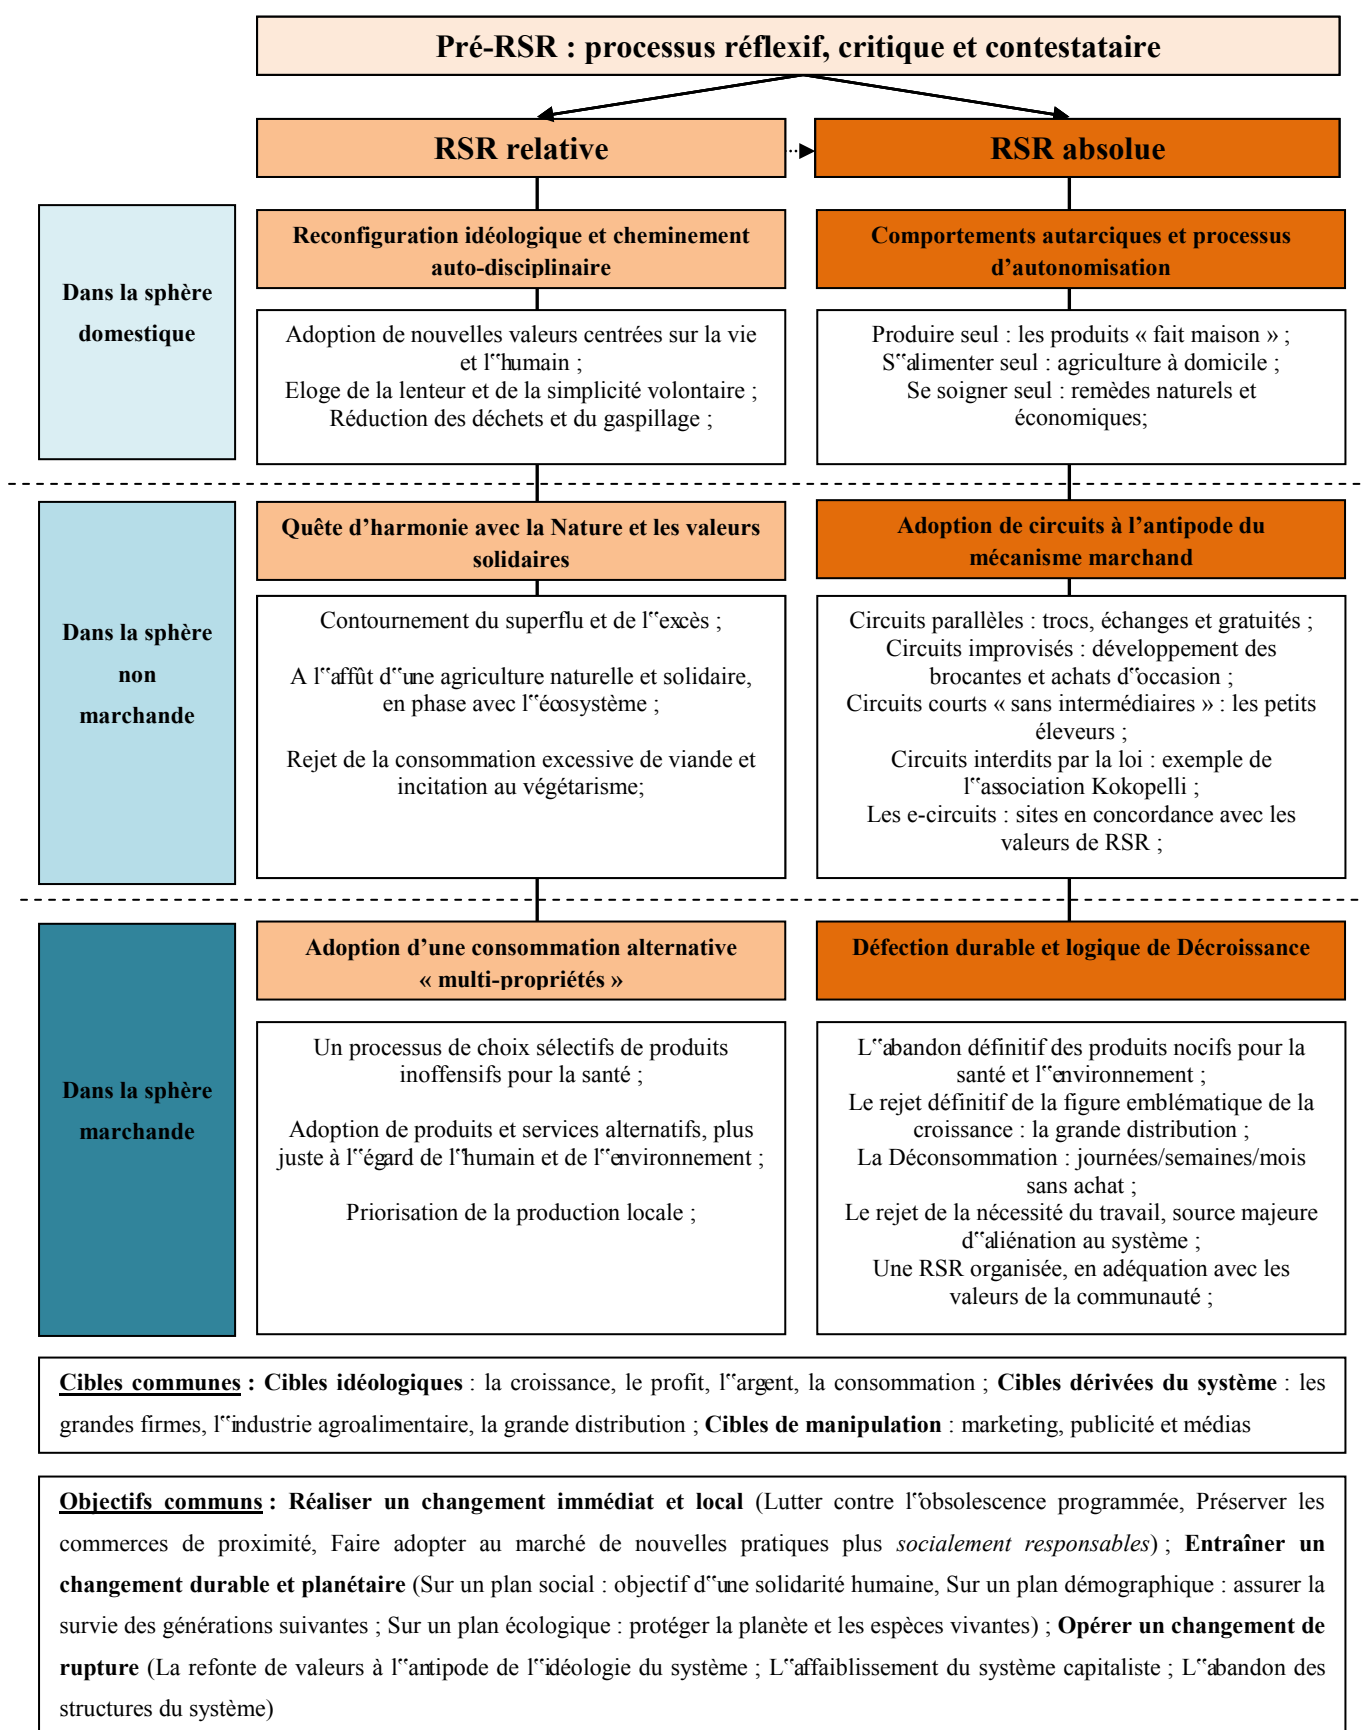 Pré-RSR : processus réflexif, critique et contestataire
RSR relative
RSR absolue
Dans la sphère
domestique
Reconfiguration idéologique et cheminement
auto-disciplinaire
Comportements autarciques et processus
d’autonomisation
Adoption de nouvelles valeurs centrées sur la vie
et l‟humain ;
Eloge de la lenteur et de la simplicité volontaire ;
Réduction des déchets et du gaspillage ;
Produire seul : les produits « fait maison » ;
S‟alimenter seul : agriculture à domicile ;
Se soigner seul : remèdes naturels et
économiques;
Dans la sphère
non
marchande
Quête d’harmonie avec la Nature et les valeurs
solidaires
Adoption de circuits à l’antipode du
mécanisme marchand
Contournement du superflu et de l‟excès ;
A l‟affût d‟une agriculture naturelle et solidaire,
en phase avec l‟écosystème ;
Rejet de la consommation excessive de viande et
incitation au végétarisme;
Circuits parallèles : trocs, échanges et gratuités ;
Circuits improvisés : développement des
brocantes et achats d‟occasion ;
Circuits courts « sans intermédiaires » : les petits
éleveurs ;
Circuits interdits par la loi : exemple de
l‟association Kokopelli ;
Les e-circuits : sites en concordance avec les
valeurs de RSR ;
Dans la sphère
marchande
Adoption d’une consommation alternative
« multi-propriétés »
Défection durable et logique de Décroissance
Un processus de choix sélectifs de produits
inoffensifs pour la santé ;
Adoption de produits et services alternatifs, plus
juste à l‟égard de l‟humain et de l‟environnement ;
Priorisation de la production locale ;
L‟abandon définitif des produits nocifs pour la
santé et l‟environnement ;
Le rejet définitif de la figure emblématique de la
croissance : la grande distribution ;
La Déconsommation : journées/semaines/mois
sans achat ;
Le rejet de la nécessité du travail, source majeure
d‟aliénation au système ;
Une RSR organisée, en adéquation avec les
valeurs de la communauté ;
Cibles communes : Cibles idéologiques : la croissance, le profit, l‟argent, la consommation ; Cibles dérivées du système : les
grandes firmes, l‟industrie agroalimentaire, la grande distribution ; Cibles de manipulation : marketing, publicité et médias
Objectifs communs : Réaliser un changement immédiat et local (Lutter contre l‟obsolescence programmée, Préserver les
commerces de proximité, Faire adopter au marché de nouvelles pratiques plus socialement responsables) ; Entraîner un
changement durable et planétaire (Sur un plan social : objectif d‟une solidarité humaine, Sur un plan démographique : assurer la
survie des générations suivantes ; Sur un plan écologique : protéger la planète et les espèces vivantes) ; Opérer un changement de
rupture (La refonte de valeurs à l‟antipode de l‟idéologie du système ; L‟affaiblissement du système capitaliste ; L‟abandon des
structures du système)